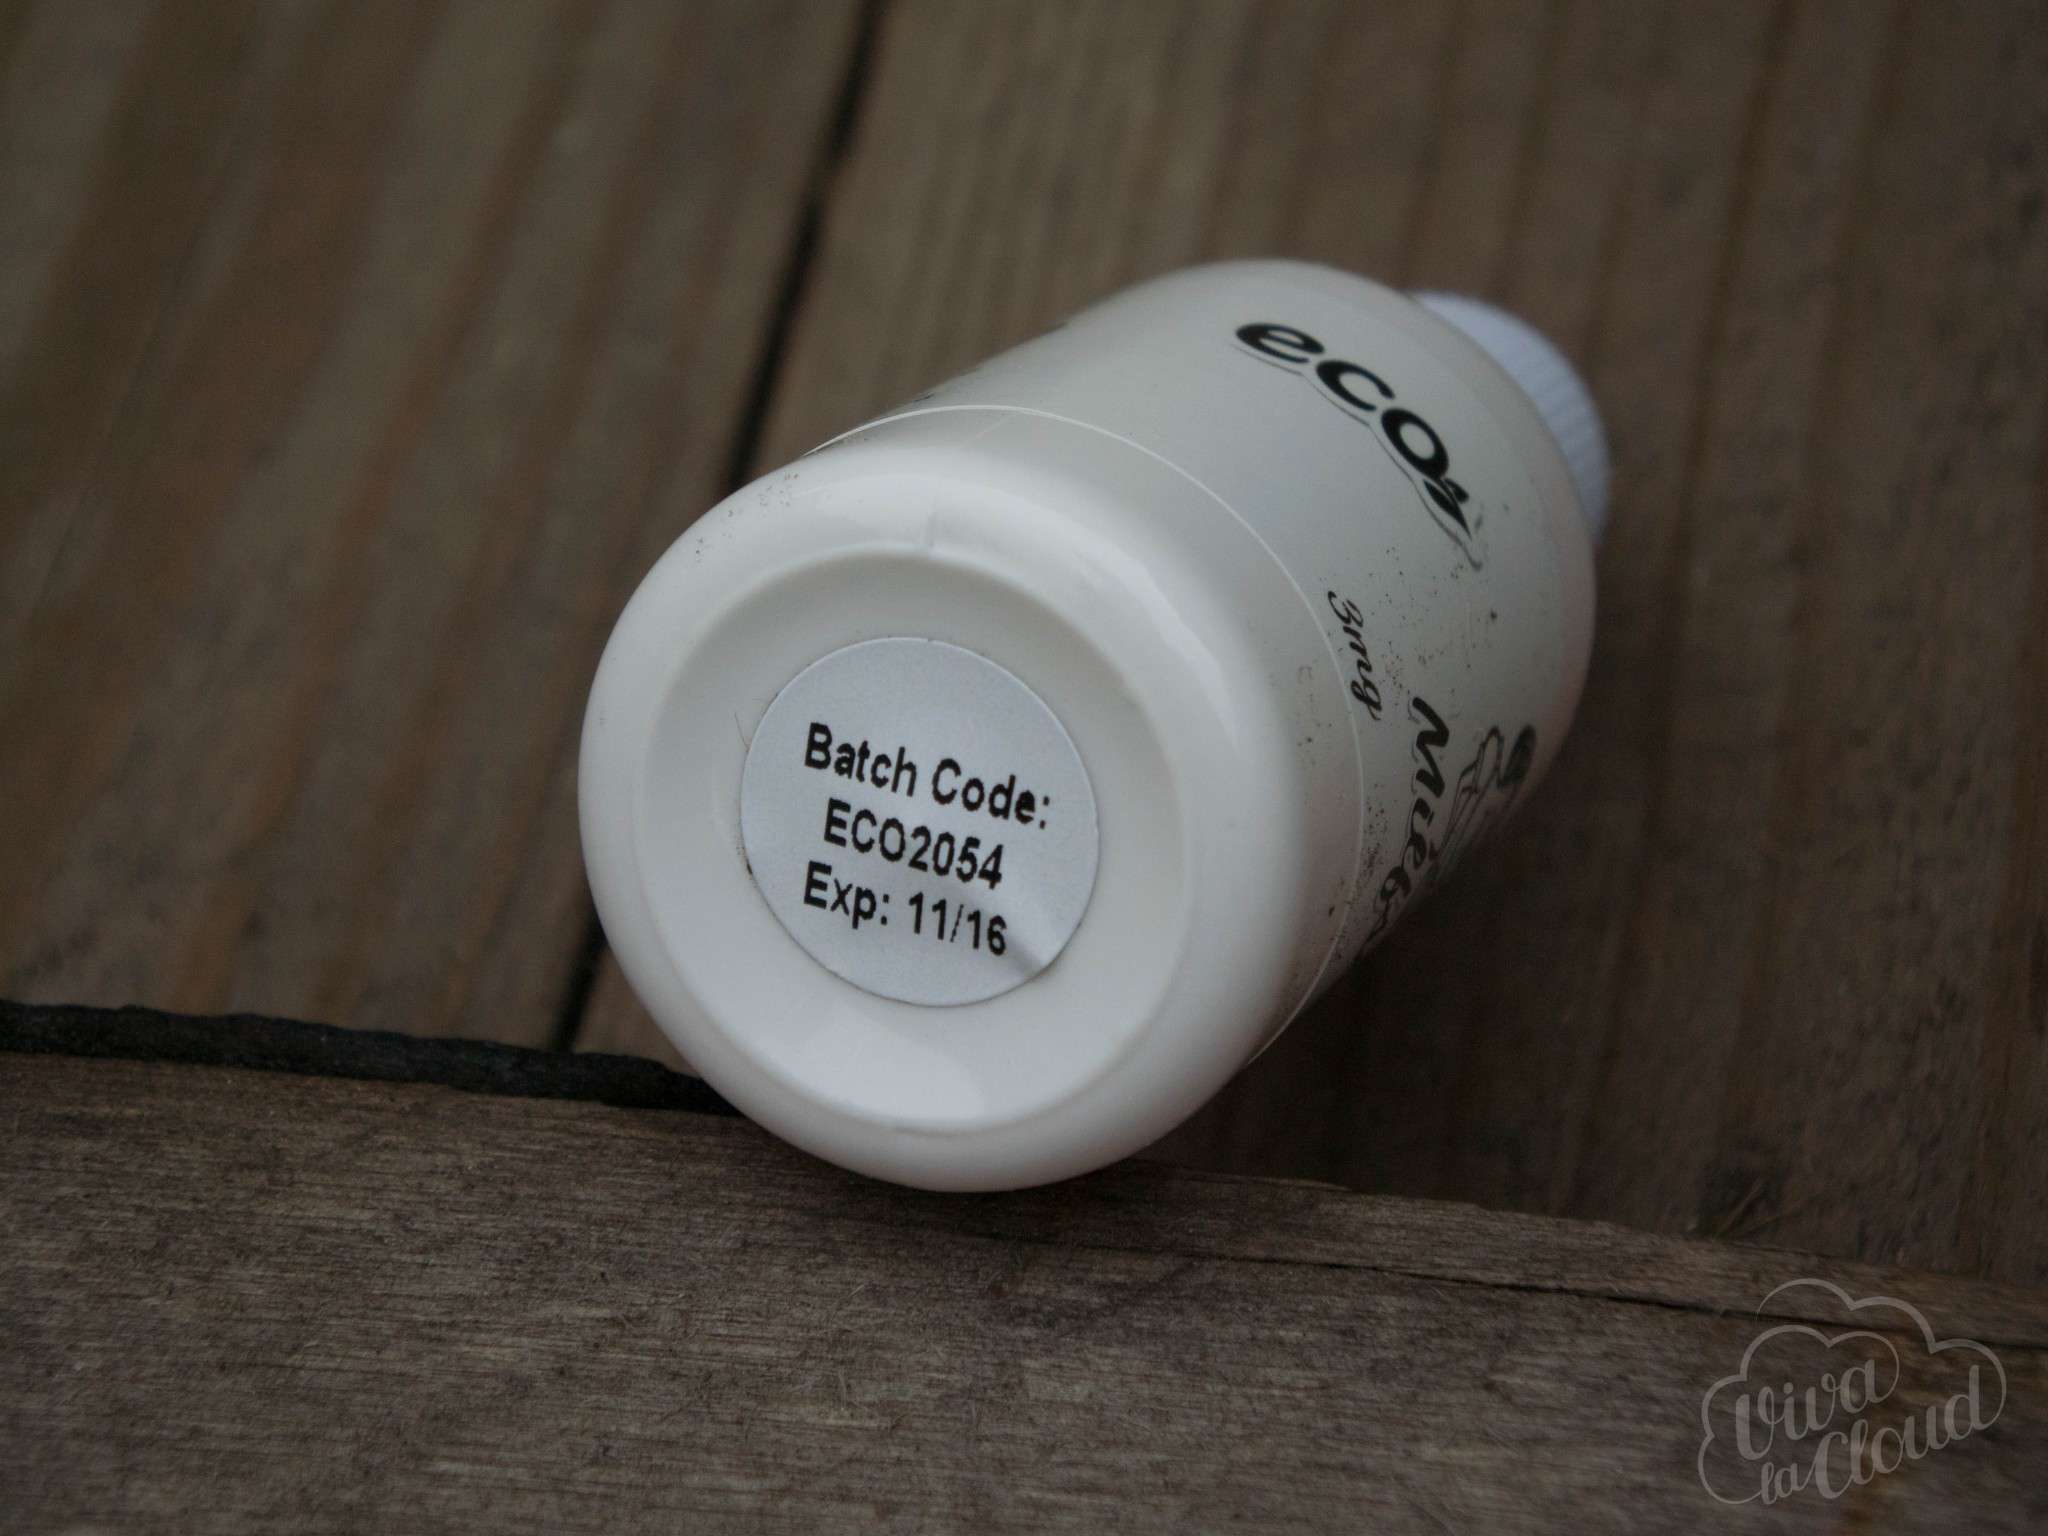 Batch Code:
ECO2054
Exp: 11/16
eco
3mg
Viva
la Cloud